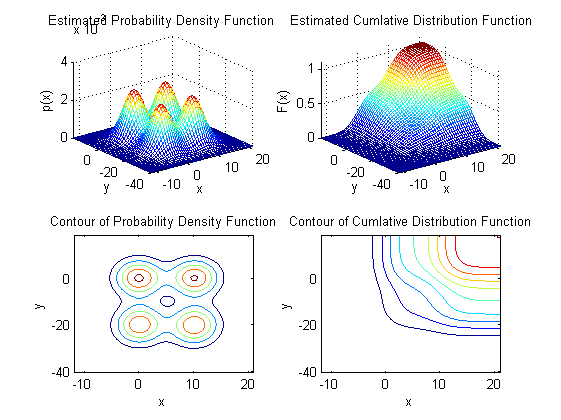 Estimated Probability Density Function
x 10⁻³
4
2
0
p(x)
0
-20
-40
y
-10
0
10
20
x
Estimated Cumlative Distribution Function
1
0.5
0
F(x)
0
-20
-40
y
-10
0
10
20
x
Contour of Probability Density Function
0
-20
-40
y
-10
0
10
20
x
Contour of Cumlative Distribution Function
0
-20
-40
y
-10
0
10
20
x